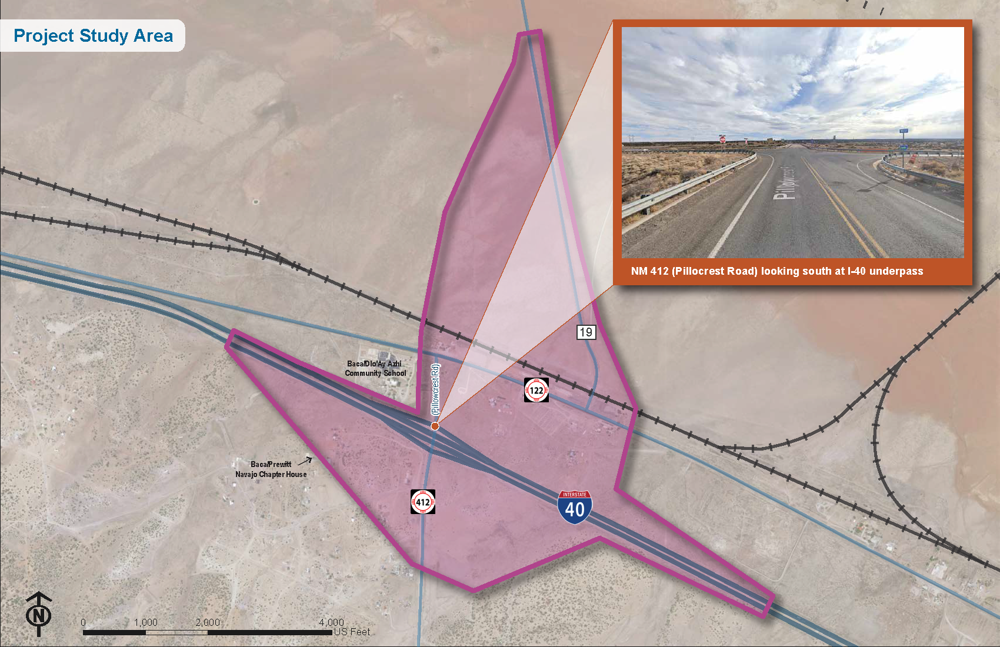 Project Study Area
Pillowcrest
NM 412 (Pillocrest Road) looking south at I-40 underpass
19
Baca/Dlo'Ay Azhi
Community School
(Pillowcrest Rd)
122
Baca/Prewitt
Navajo Chapter House
412
INTERSTATE
40
N
0 1,000 2,000 4,000
US Feet